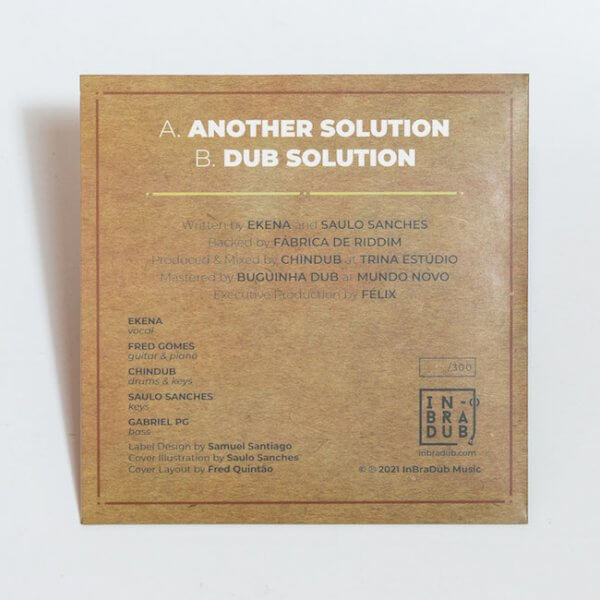 A. ANOTHER SOLUTION
B. DUB SOLUTION
Written by EKENA and SAULO SANCHES
Backed by FÁBRICA DE RIDDIM
Produced & Mixed by CHINDUB at TRINA ESTÚDIO
Mastered by BUGUINHA DUB at MUNDO NOVO
Executive Production by FELIX
EKENA
vocal
FRED GOMES
guitar & piano
CHINDUB
drums & keys
SAULO SANCHES
keys
GABRIEL PG
bass
Label Design by Samuel Santiago
Cover Illustration by Saulo Sanches
Cover Layout by Fred Quintão
/300
IN-
BRA
DUB
inbradub.com
© ℗ 2021 InBraDub Music